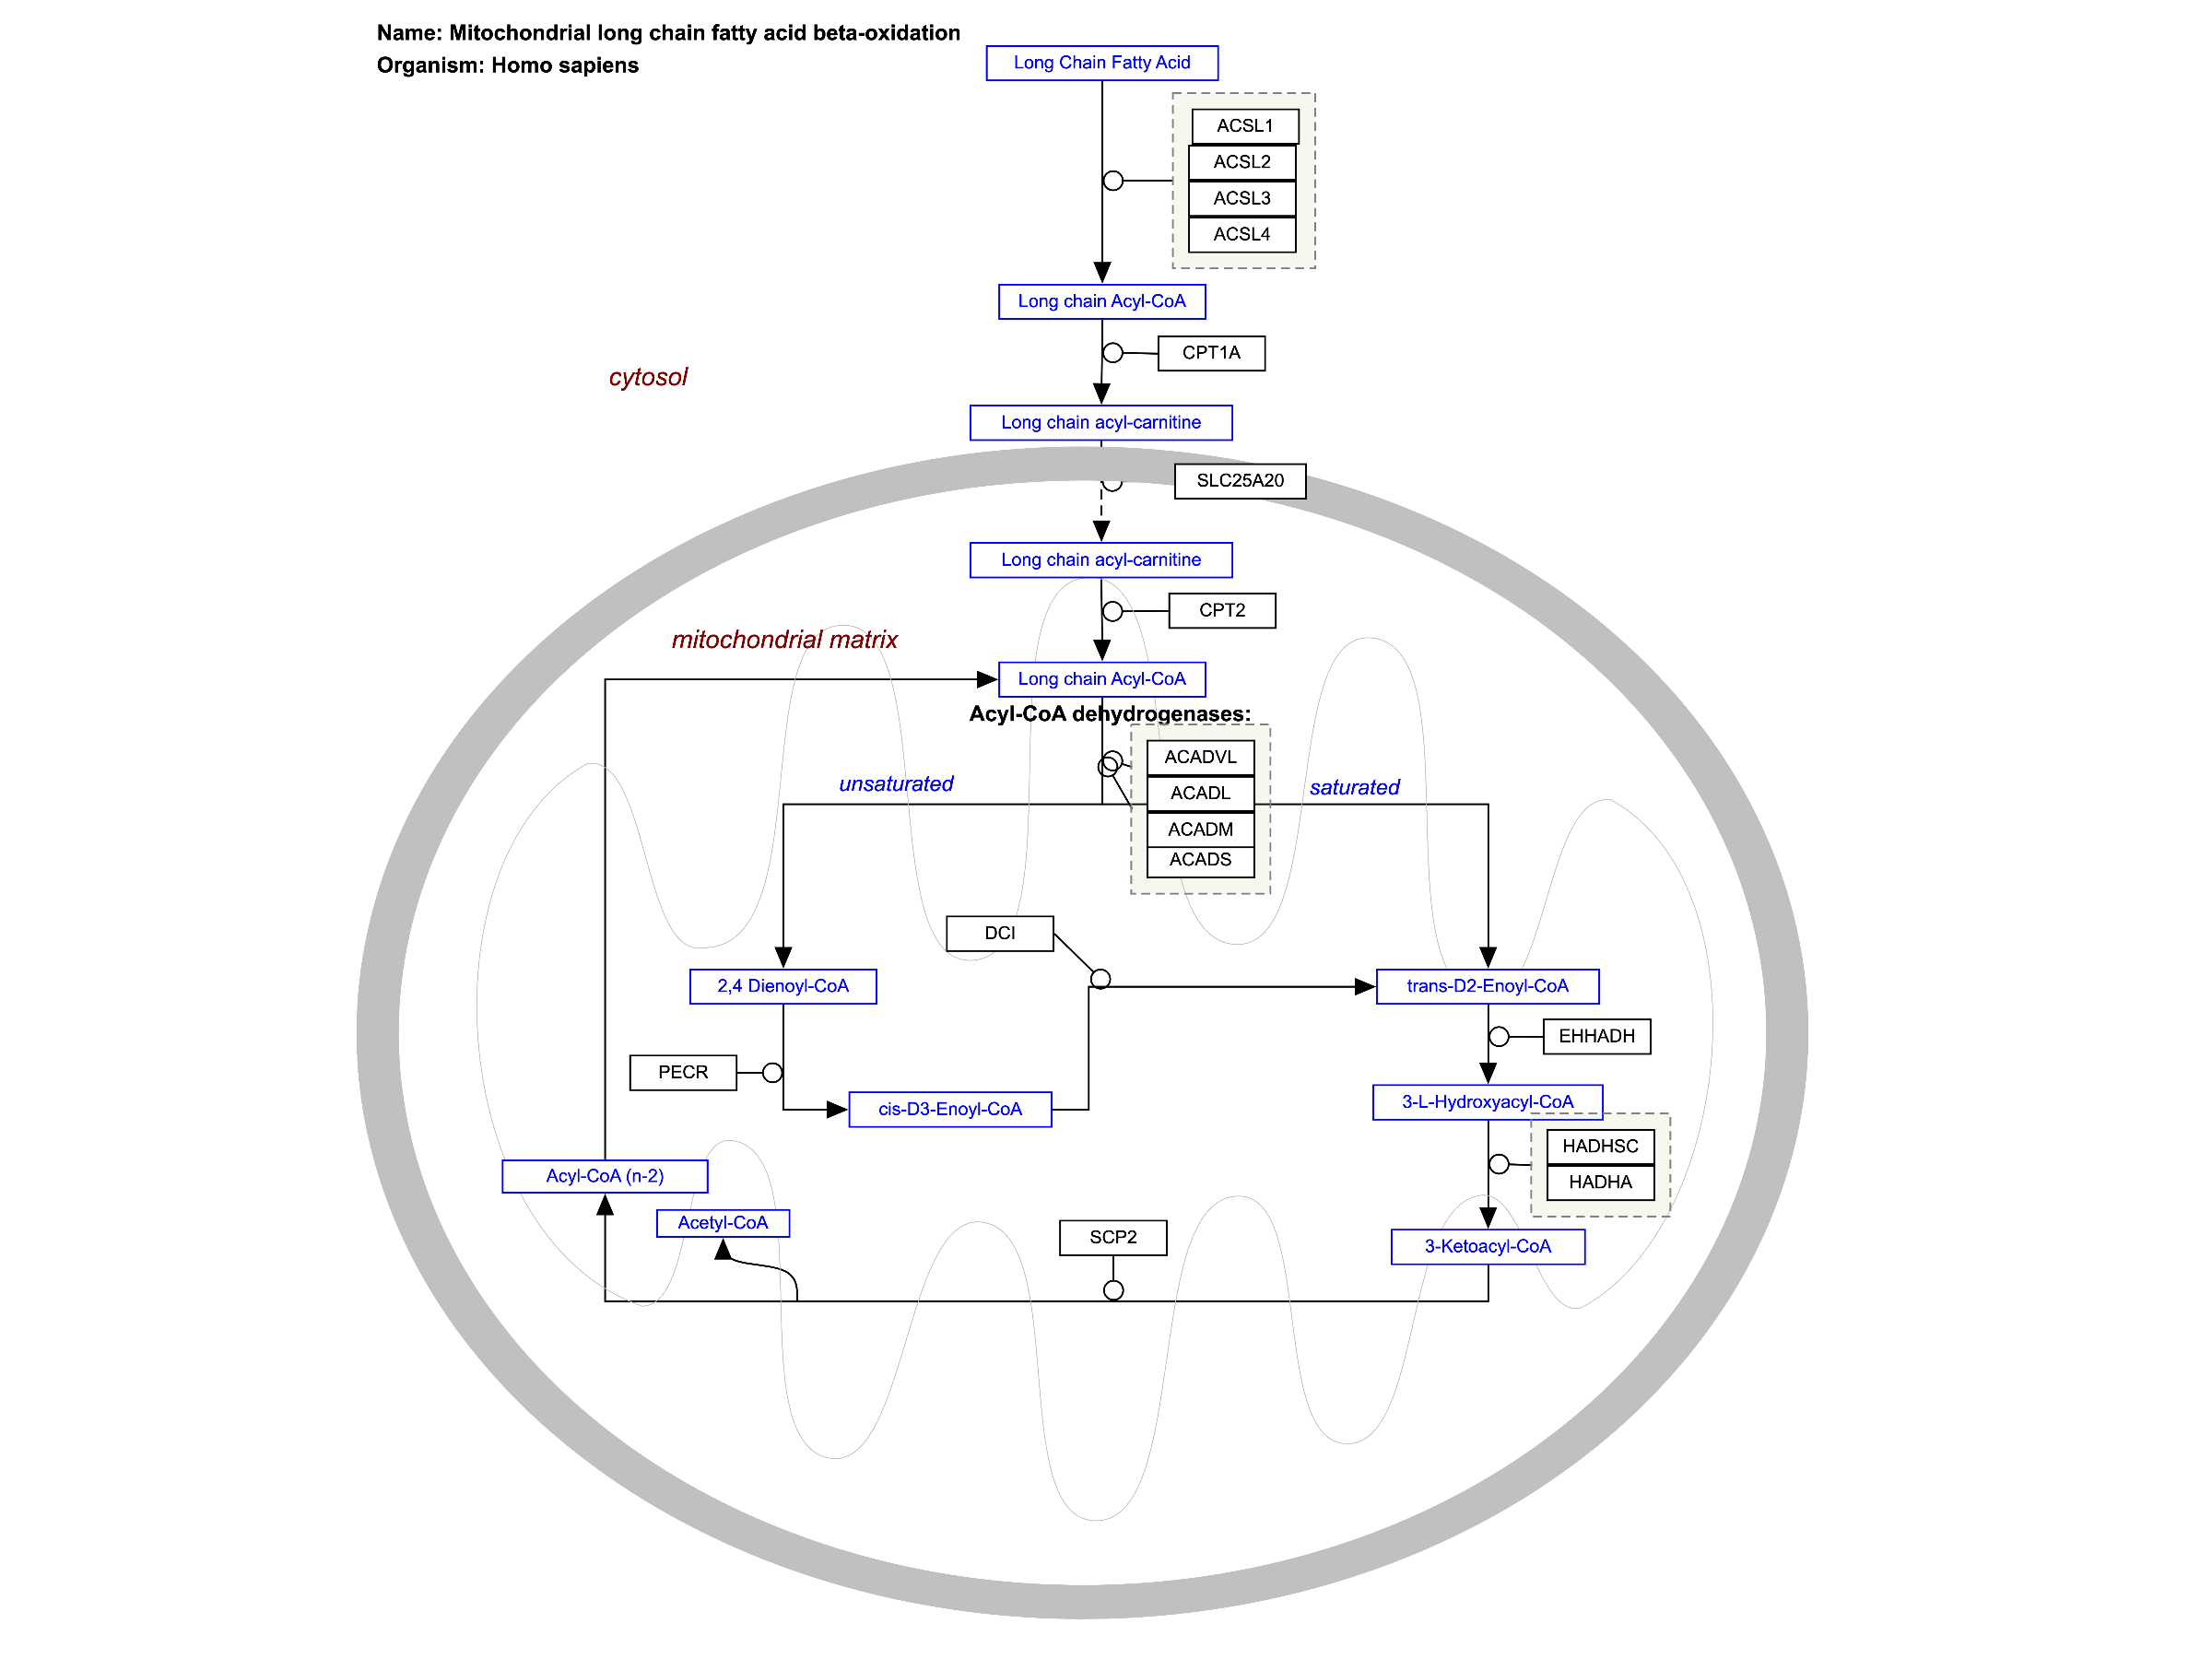 Name: Mitochondrial long chain fatty acid beta-oxidation
Organism: Homo sapiens
Long Chain Fatty Acid
ACSL1
ACSL2
ACSL3
ACSL4
Long chain Acyl-CoA
CPT1A
cytosol
Long chain acyl-carnitine
SLC25A20
Long chain acyl-carnitine
CPT2
mitochondrial matrix
Long chain Acyl-CoA
Acyl-CoA dehydrogenases:
ACADVL
unsaturated
saturated
ACADL
ACADM
ACADS
DCI
2,4 Dienoyl-CoA
trans-D2-Enoyl-CoA
EHHADH
PECR
cis-D3-Enoyl-CoA
3-L-Hydroxyacyl-CoA
HADHSC
Acyl-CoA (n-2)
HADHA
Acetyl-CoA
SCP2
3-Ketoacyl-CoA